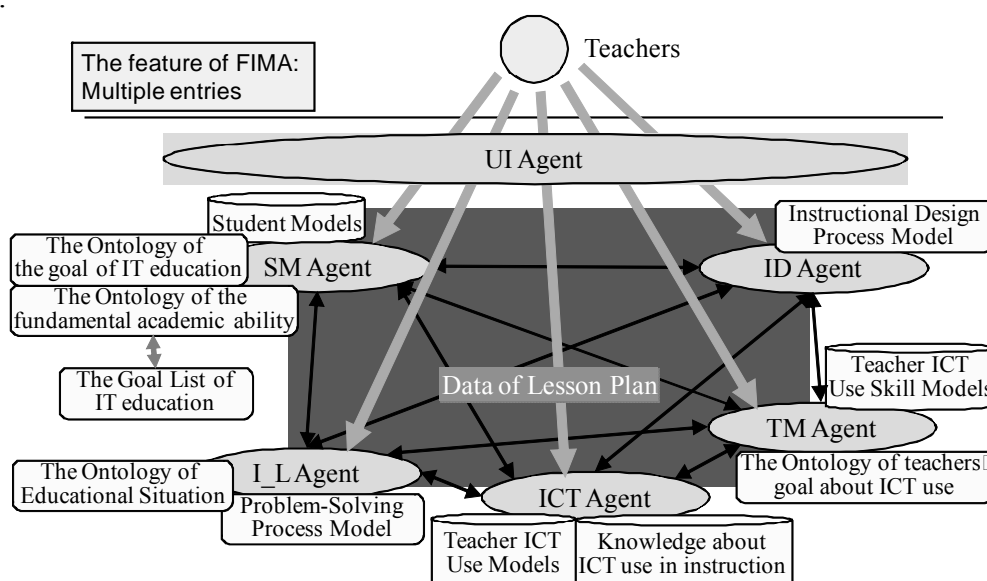 The feature of FIMA:
Multiple entries
Teachers
UI Agent
Student Models
Instructional Design
Process Model
The Ontology of
the goal of IT education
SM Agent
ID Agent
The Ontology of the
fundamental academic ability
The Goal List of
IT education
Data of Lesson Plan
Teacher ICT
Use Skill Models
TM Agent
The Ontology of teachers
goal about ICT use
The Ontology of
Educational Situation
I_L Agent
Problem-Solving
Process Model
ICT Agent
Teacher ICT
Use Models
Knowledge about
ICT use in instruction